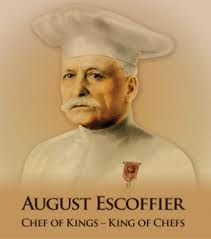 AUGUST ESCOFFIER
CHEF OF KINGS – KING OF CHEFS